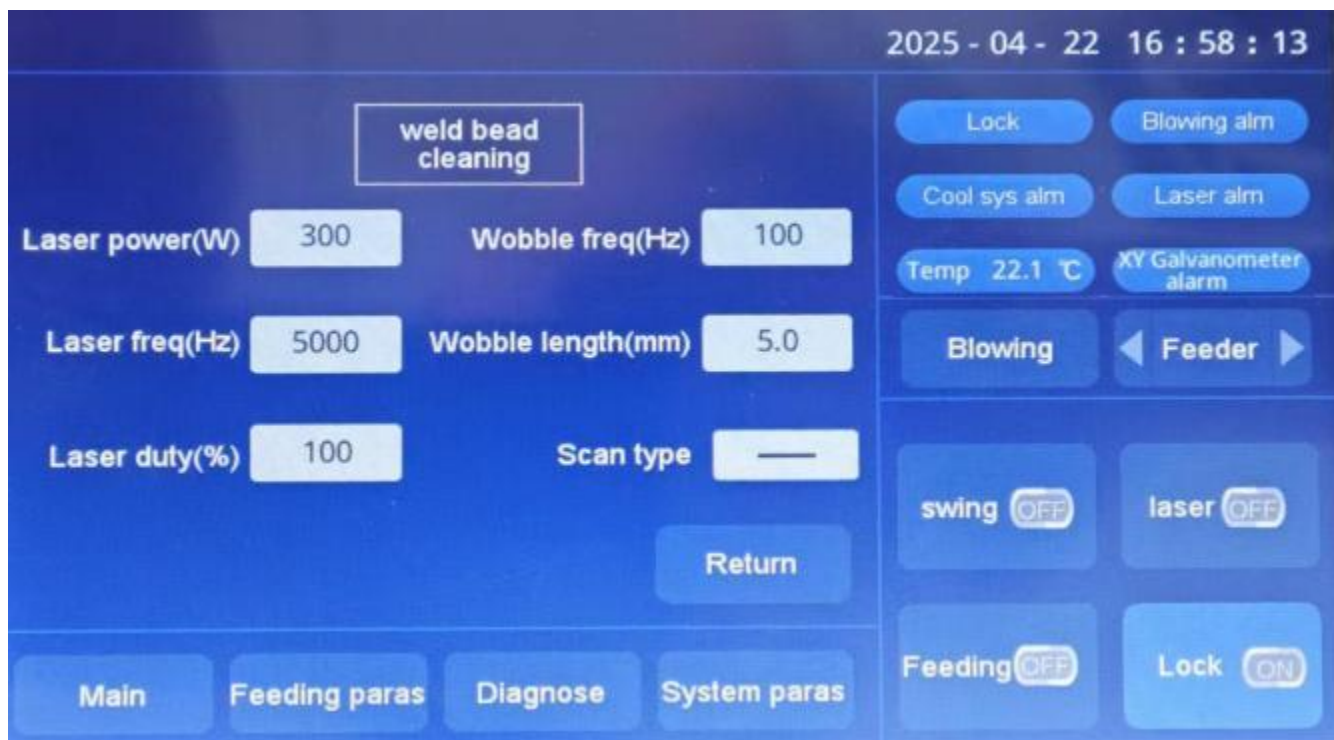 2025 - 04 - 22 16 : 58 : 13
weld bead
cleaning
Laser power(W) 300 Wobble freq(Hz) 100
Laser freq(Hz) 5000 Wobble length(mm) 5.0
Laser duty(%) 100 Scan type
Return
Main Feeding paras Diagnose System paras
Lock Blowing alm
Cool sys alm Laser alm
Temp 22.1 ℃ XY Galvanometer
alarm
Blowing Feeder
swing OFF laser OFF
Feeding OFF Lock ON